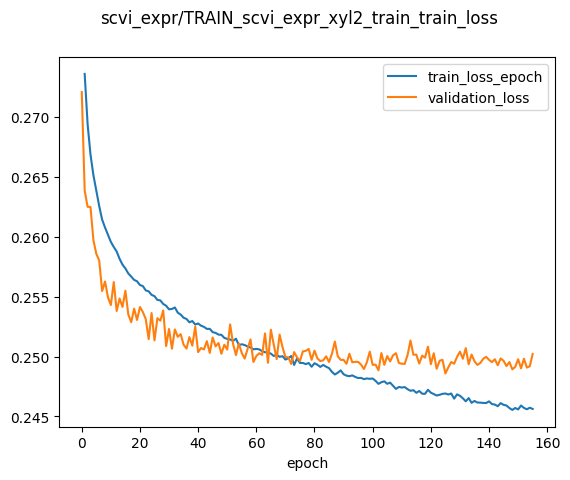 scvi_expr/TRAIN_scvi_expr_xyl2_train_train_loss
train_loss_epoch
validation_loss
0.270
0.265
0.260
0.255
0.250
0.245
0 20 40 60 80 100 120 140 160
epoch